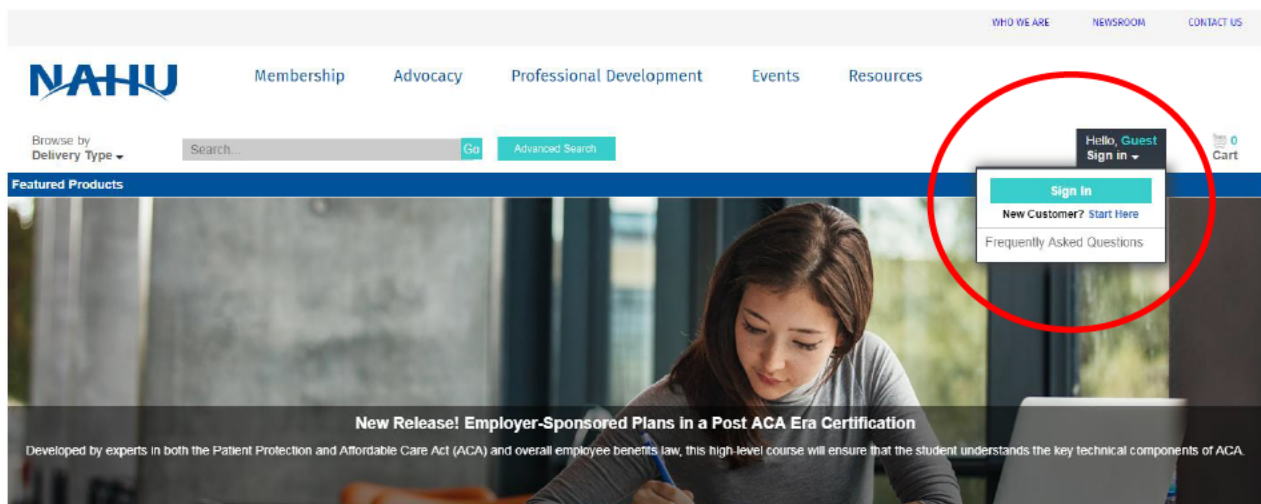 WHO WE ARE NEWSROOM CONTACT US
NAHU Membership Advocacy Professional Development Events Resources
Browse by
Delivery Type
Search...
Go
Advanced Search
Hello, Guest
Sign in
0
Cart
Featured Products
Sign In
New Customer? Start Here
Frequently Asked Questions
New Release! Employer-Sponsored Plans in a Post ACA Era Certification
Developed by experts in both the Patient Protection and Affordable Care Act (ACA) and overall employee benefits law, this high-level course will ensure that the student understands the key technical components of ACA.